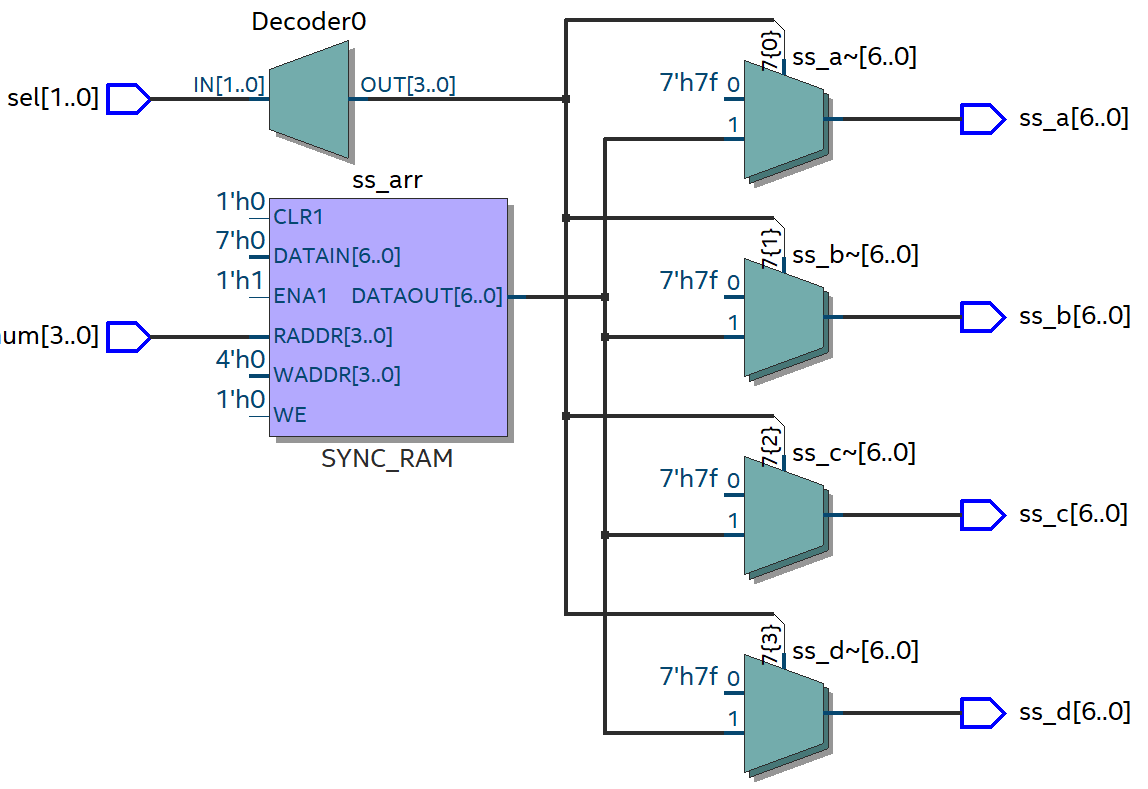 Decoder0
sel[1..0]
IN[1..0]
OUT[3..0]
ss_arr
1'h0
CLR1
7'h0
DATAIN[6..0]
1'h1
ENA1
DATAOUT[6..0]
um[3..0]
RADDR[3..0]
4'h0
WADDR[3..0]
1'h0
WE
SYNC_RAM
7{0}
ss_a~[6..0]
7'h7f
0
1
ss_a[6..0]
7{1}
ss_b~[6..0]
7'h7f
0
1
ss_b[6..0]
7{2}
ss_c~[6..0]
7'h7f
0
1
ss_c[6..0]
7{3}
ss_d~[6..0]
7'h7f
0
1
ss_d[6..0]